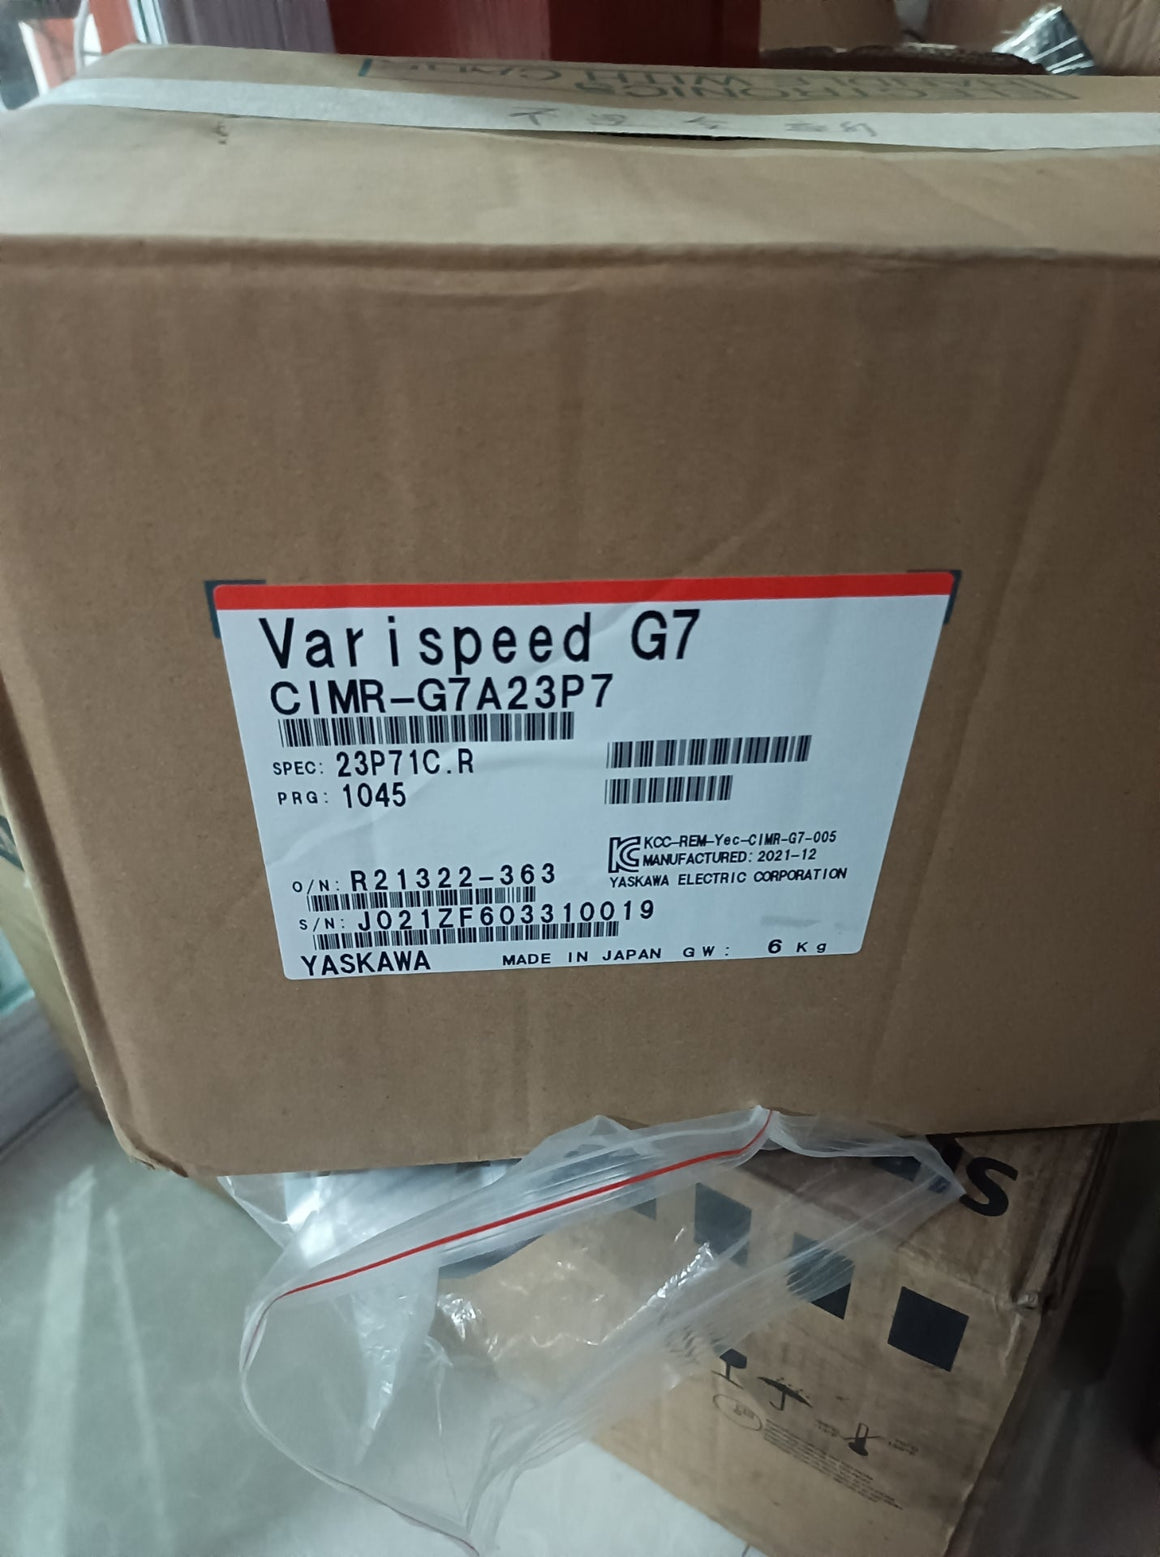 Varispeed G7
CIMR-G7A23P7
SPEC: 23P71C.R
PRG: 1045
KCC-REM-Yec-CIMR-G7-005
MANUFACTURED: 2021-12
YASKAWA ELECTRIC CORPORATION
O/N: R21322-363
S/N: J021ZF603310019
YASKAWA MADE IN JAPAN GW: 6 Kg